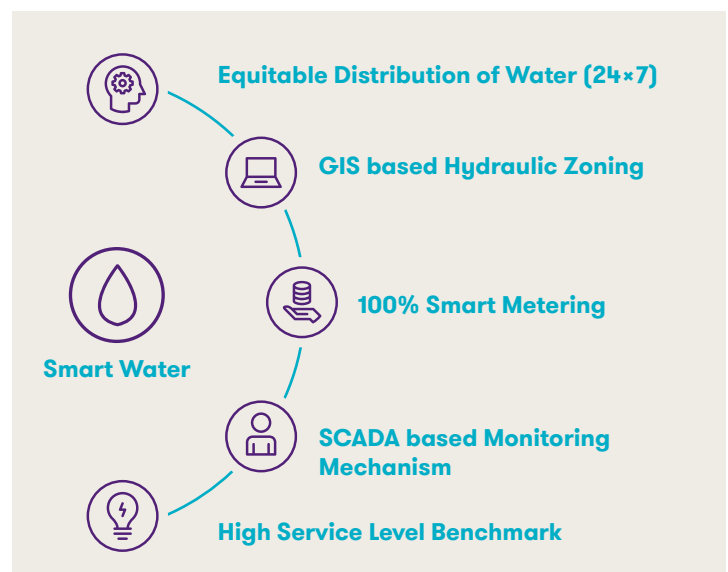 Equitable Distribution of Water (24×7)
GIS based Hydraulic Zoning
100% Smart Metering
Smart Water
SCADA based Monitoring
Mechanism
High Service Level Benchmark